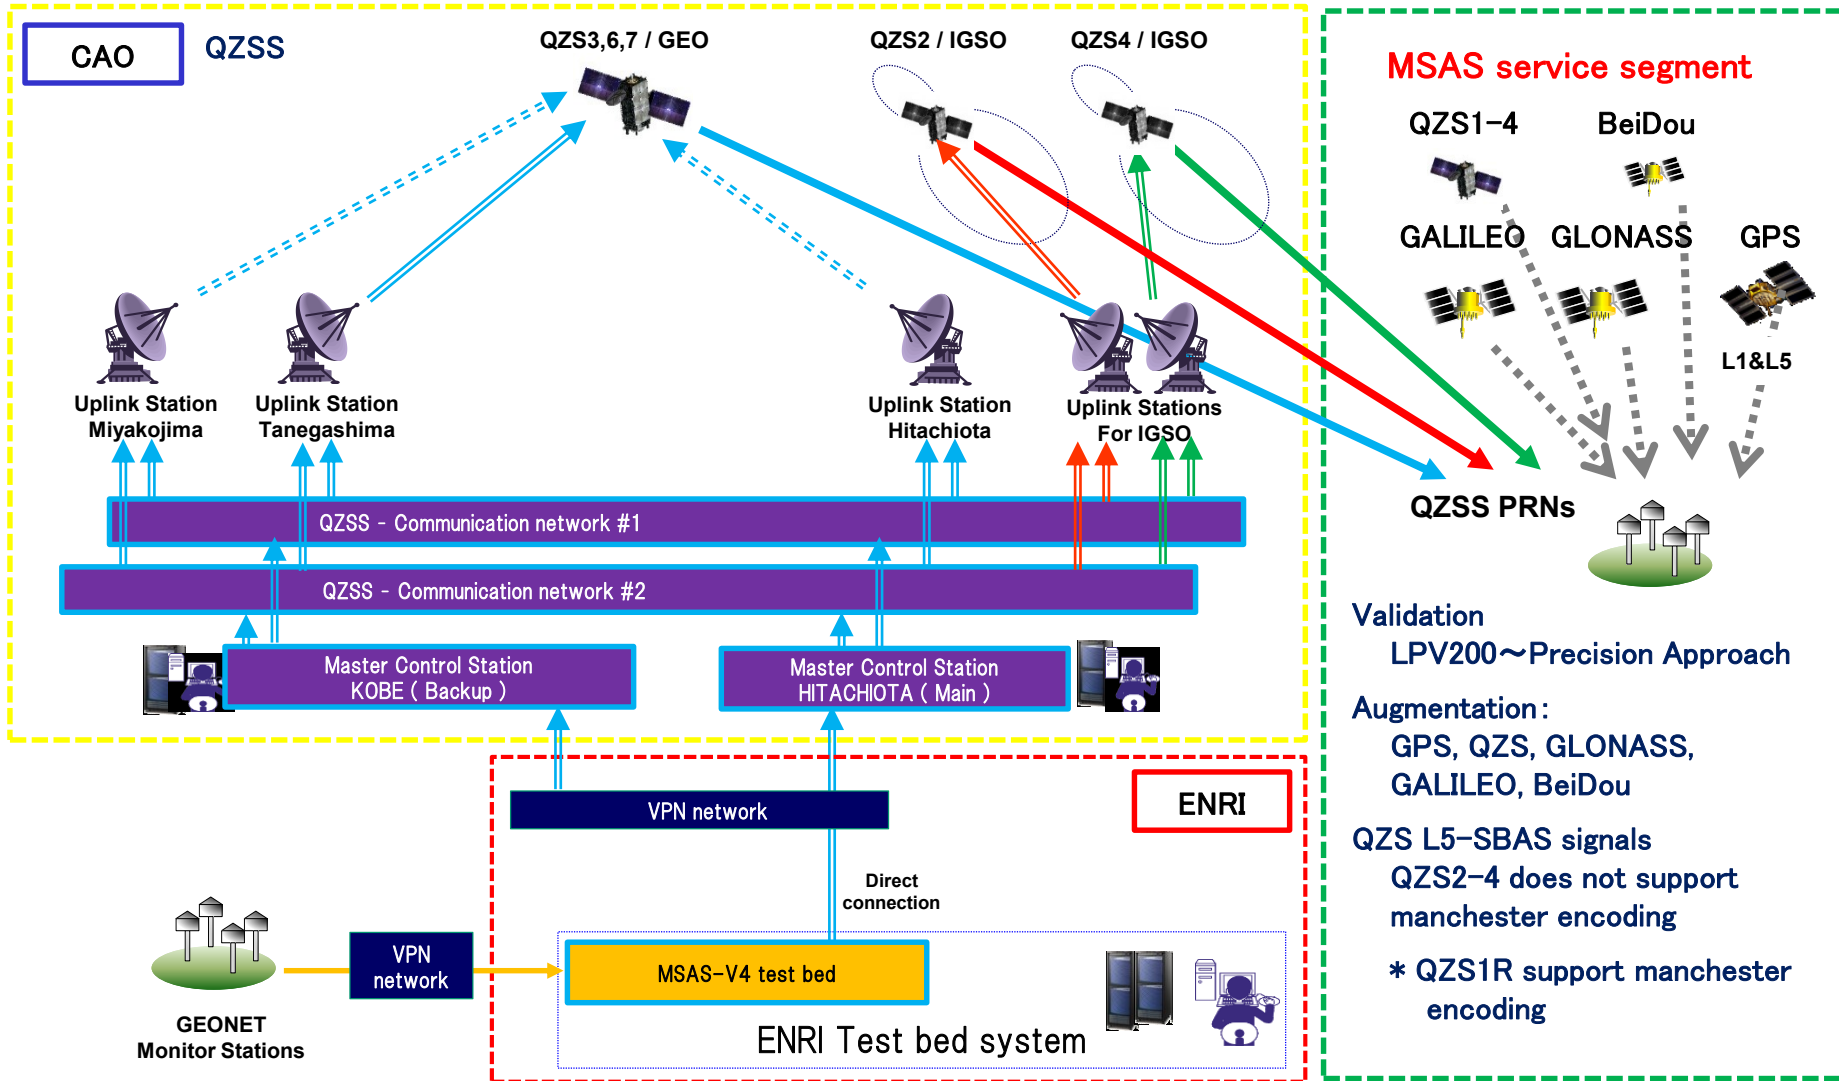 CAO
QZSS
QZS3,6,7 / GEO
QZS2 / IGSO
QZS4 / IGSO
Uplink Station
Miyakojima
Uplink Station
Tanegashima
Uplink Station
Hitachiota
Uplink Stations
For IGSO
QZSS - Communication network #1
QZSS - Communication network #2
Master Control Station
KOBE ( Backup )
Master Control Station
HITACHIOTA ( Main )
VPN network
ENRI
Direct
connection
VPN
network
MSAS-V4 test bed
GEONET
Monitor Stations
ENRI Test bed system
MSAS service segment
QZS1-4
BeiDou
GALILEO
GLONASS
GPS
L1&L5
QZSS PRNs
Validation
LPV200～Precision Approach
Augmentation:
GPS, QZS, GLONASS,
GALILEO, BeiDou
QZS L5-SBAS signals
QZS2-4 does not support
manchester encoding
* QZS1R support manchester
encoding